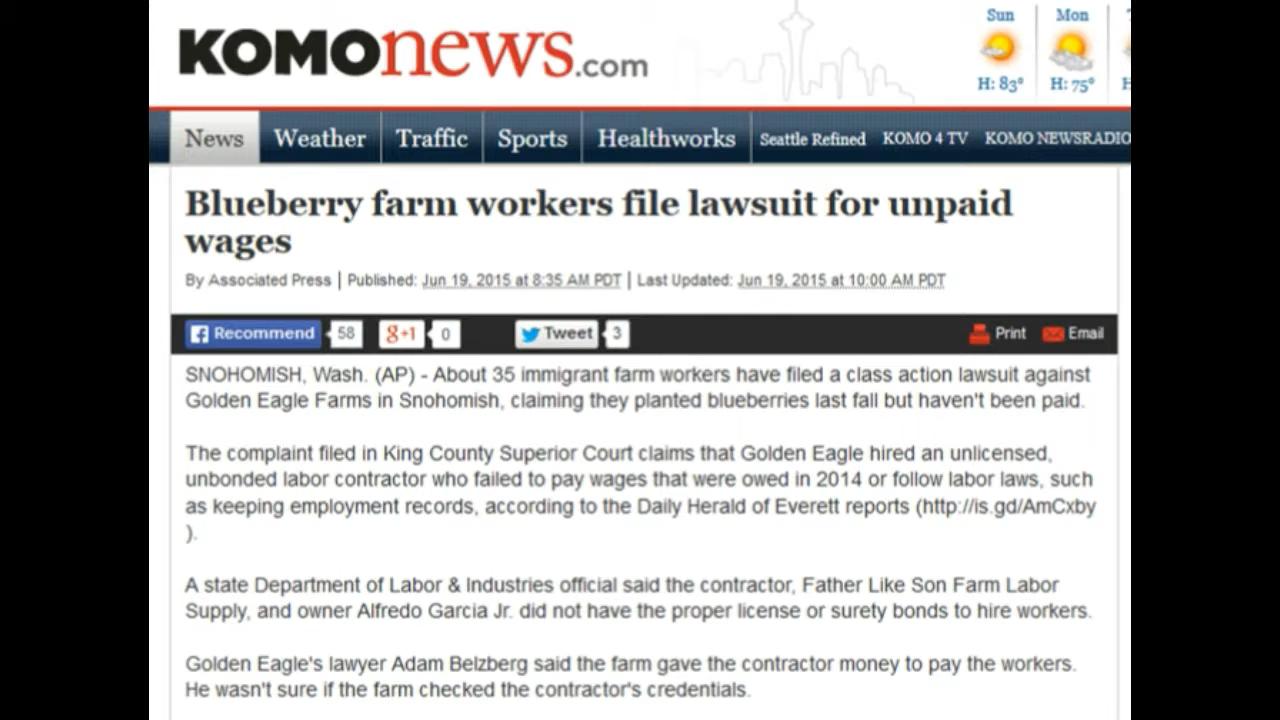 KOMOnews.com
Sun Mon
H: 83° H: 75°
News Weather Traffic Sports Healthworks Seattle Refined KOMO 4 TV KOMO NEWSRADIO
Blueberry farm workers file lawsuit for unpaid
wages
By Associated Press | Published: Jun 19, 2015 at 8:35 AM PDT | Last Updated: Jun 19, 2015 at 10:00 AM PDT
Recommend 58 g+1 0 Tweet 3 Print Email
SNOHOMISH, Wash. (AP) - About 35 immigrant farm workers have filed a class action lawsuit against
Golden Eagle Farms in Snohomish, claiming they planted blueberries last fall but haven't been paid.
The complaint filed in King County Superior Court claims that Golden Eagle hired an unlicensed,
unbonded labor contractor who failed to pay wages that were owed in 2014 or follow labor laws, such
as keeping employment records, according to the Daily Herald of Everett reports (http://is.gd/AmCxby
).
A state Department of Labor & Industries official said the contractor, Father Like Son Farm Labor
Supply, and owner Alfredo Garcia Jr. did not have the proper license or surety bonds to hire workers.
Golden Eagle's lawyer Adam Belzberg said the farm gave the contractor money to pay the workers.
He wasn't sure if the farm checked the contractor's credentials.